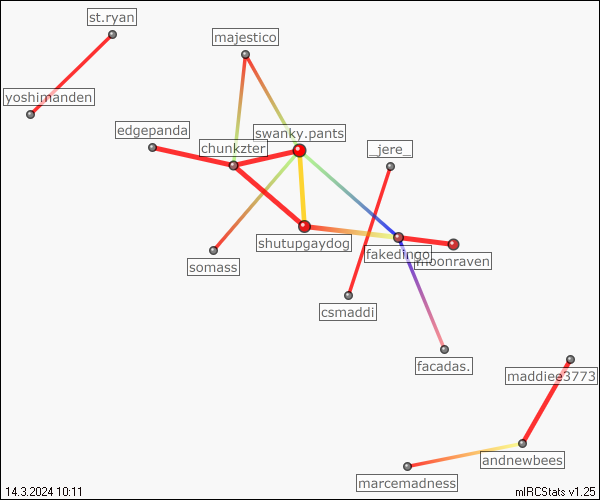 st.ryan
majestico
yoshimanden
edgepanda
swanky.pants
chunkzter
_jere_
shutupgaydog
fakedingo
moonraven
somass
csmaddi
facadas.
maddiee3773
andnewbees
marcemadness
14.3.2024 10:11
mIRCStats v1.25